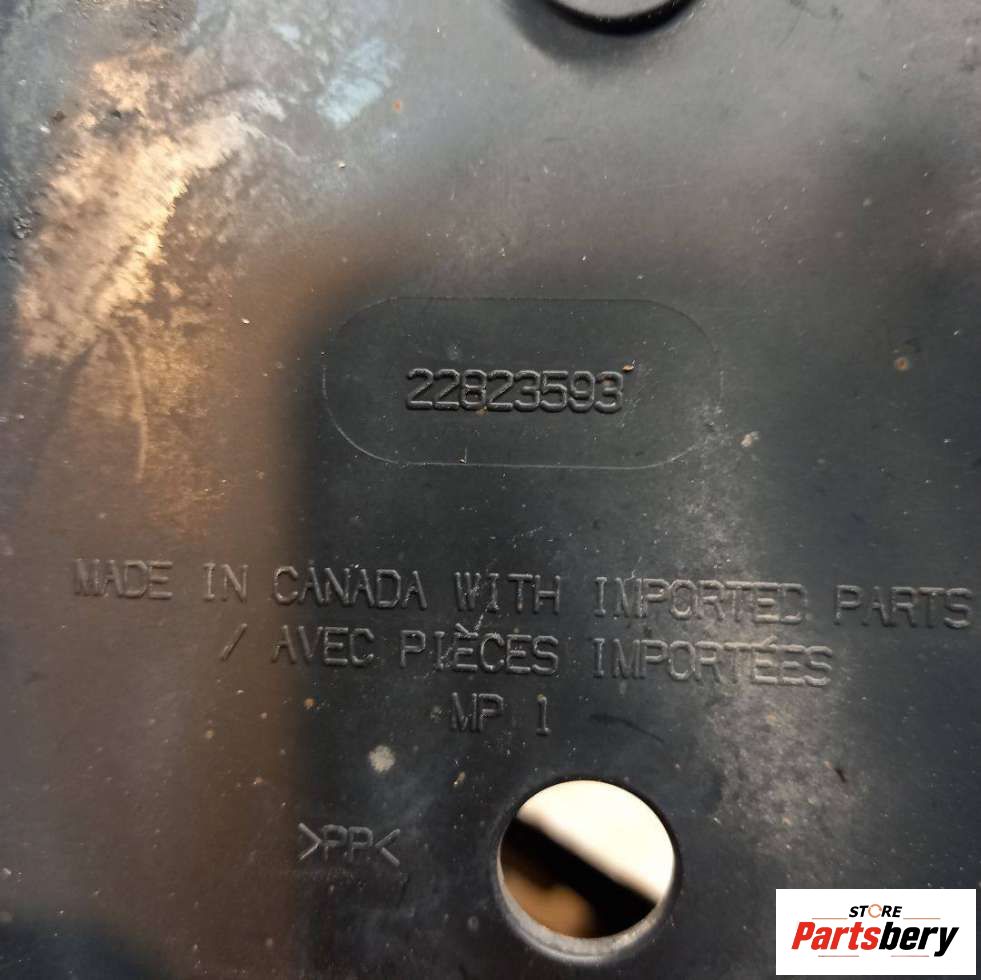 22823593
MADE IN CANADA WITH IMPORTED PARTS
/ AVEC PIÈCES IMPORTÉES
MP 1
>PP<
STORE
Partsbery